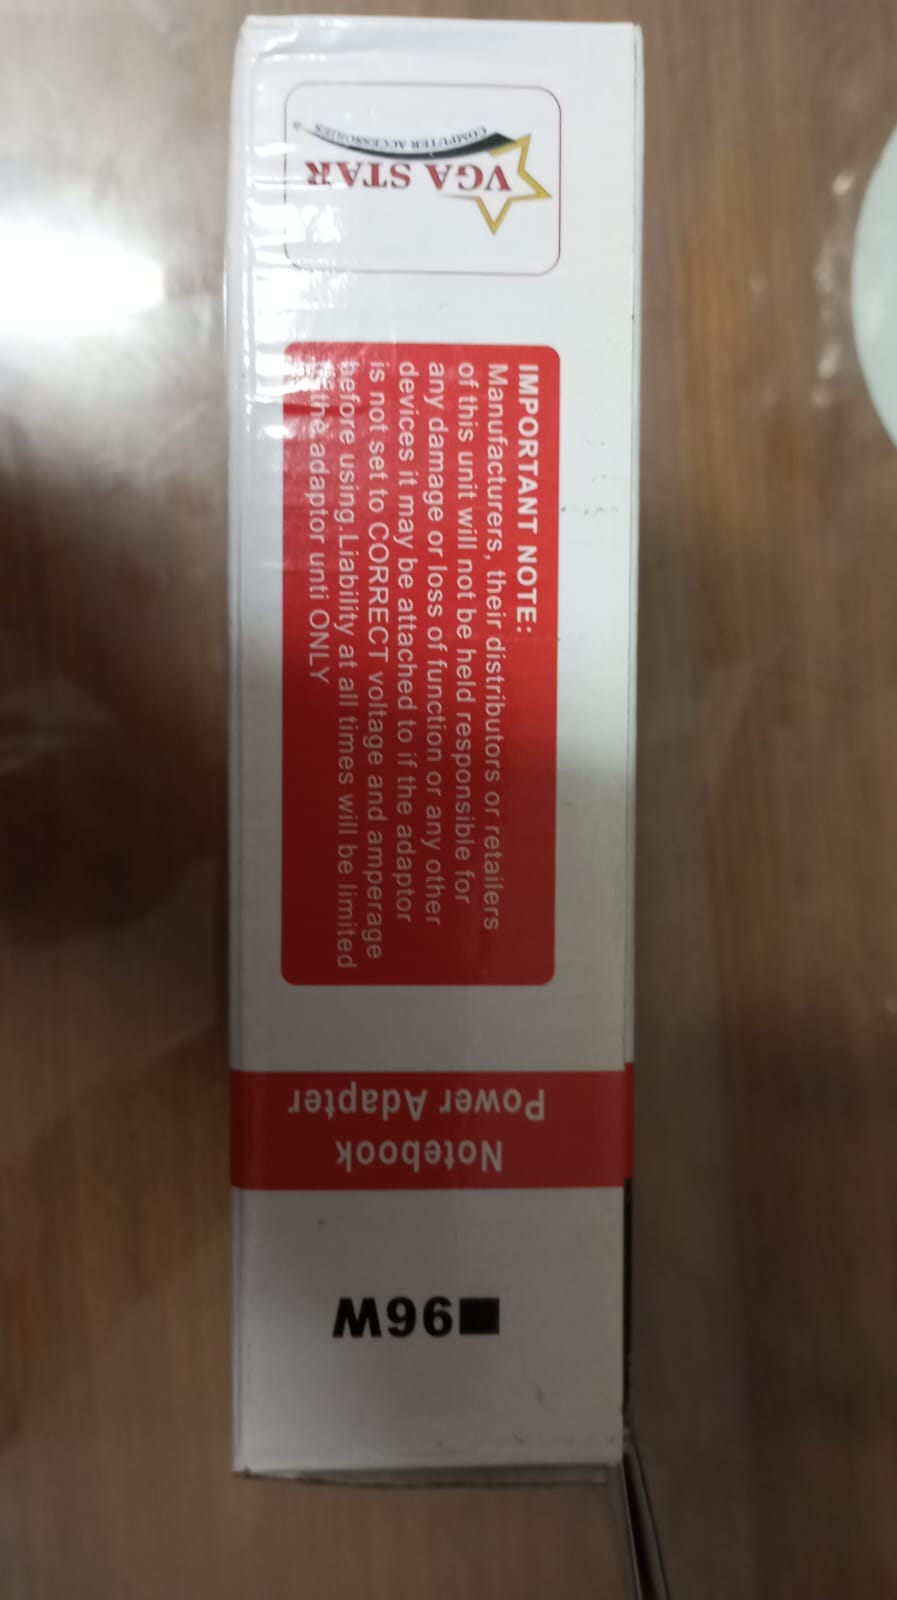 VGA STAR
COMPUTER ACCESSORIES
IMPORTANT NOTE:
Manufacturers, their distributors or retailers
of this unit will not be held responsible for
any damage or loss of function or any other
devices it may be attached to if the adaptor
is not set to CORRECT voltage and amperage
before using.Liability at all times will be limited
the adaptor unti ONLY
Notebook
Power Adapter
■96W